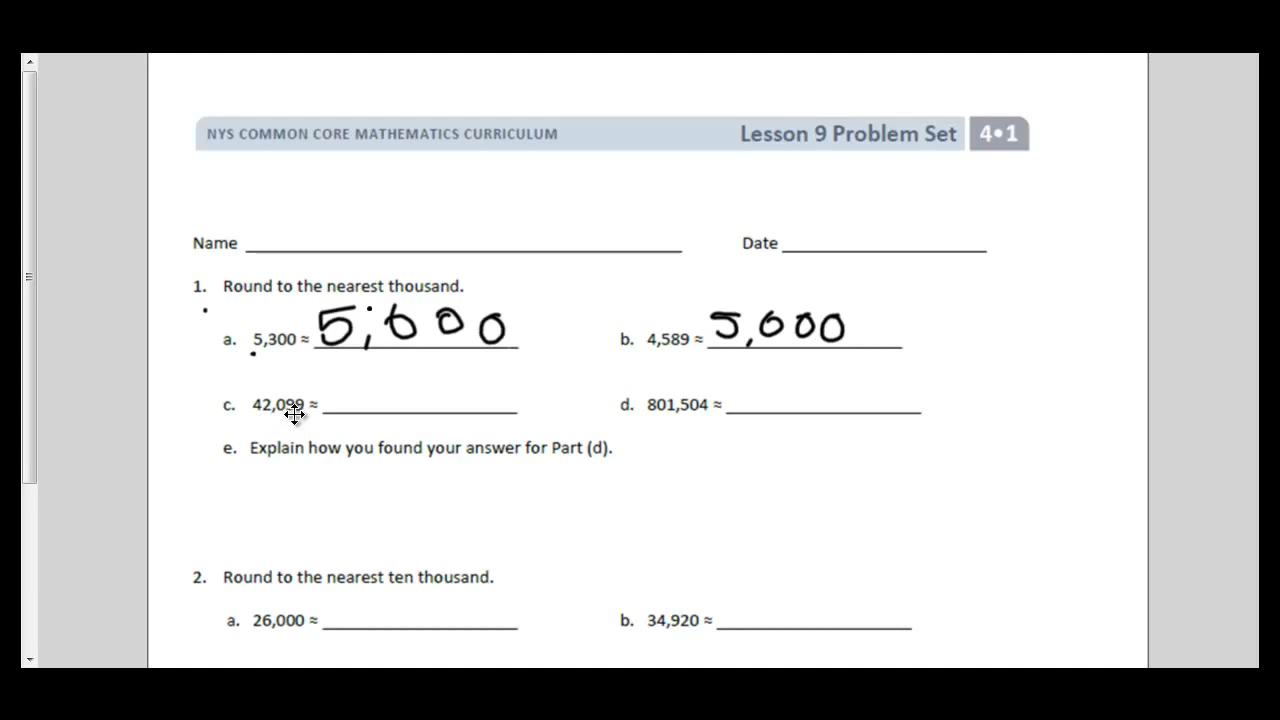 NYS COMMON CORE MATHEMATICS CURRICULUM Lesson 9 Problem Set 4•1
Name Date
1. Round to the nearest thousand.
a. 5,300 ≈ 5,000 b. 4,589 ≈ 5,000
c. 42,099 ≈ d. 801,504 ≈
e. Explain how you found your answer for Part (d).
2. Round to the nearest ten thousand.
a. 26,000 ≈ b. 34,920 ≈